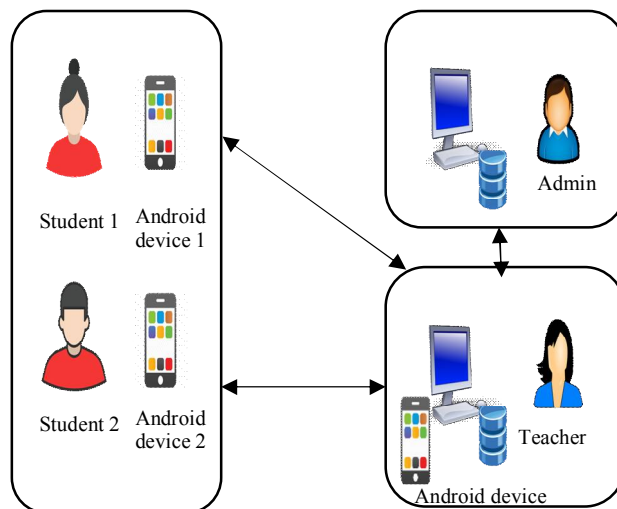 Student 1
Android
device 1
Student 2
Android
device 2
Admin
Teacher
Android device